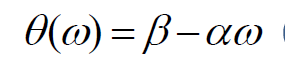 θ(ω) = β − αω (